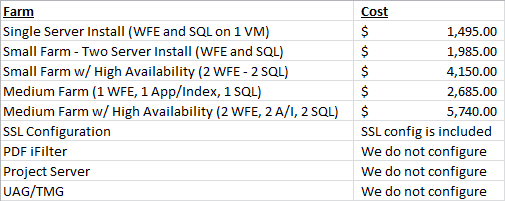 Farm Cost
Single Server Install (WFE and SQL on 1 VM) $ 1,495.00
Small Farm - Two Server Install (WFE and SQL) $ 1,985.00
Small Farm w/ High Availability (2 WFE - 2 SQL) $ 4,150.00
Medium Farm (1 WFE, 1 App/Index, 1 SQL) $ 2,685.00
Medium Farm w/ High Availability (2 WFE, 2 A/I, 2 SQL) $ 5,740.00
SSL Configuration SSL config is included
PDF iFilter We do not configure
Project Server We do not configure
UAG/TMG We do not configure